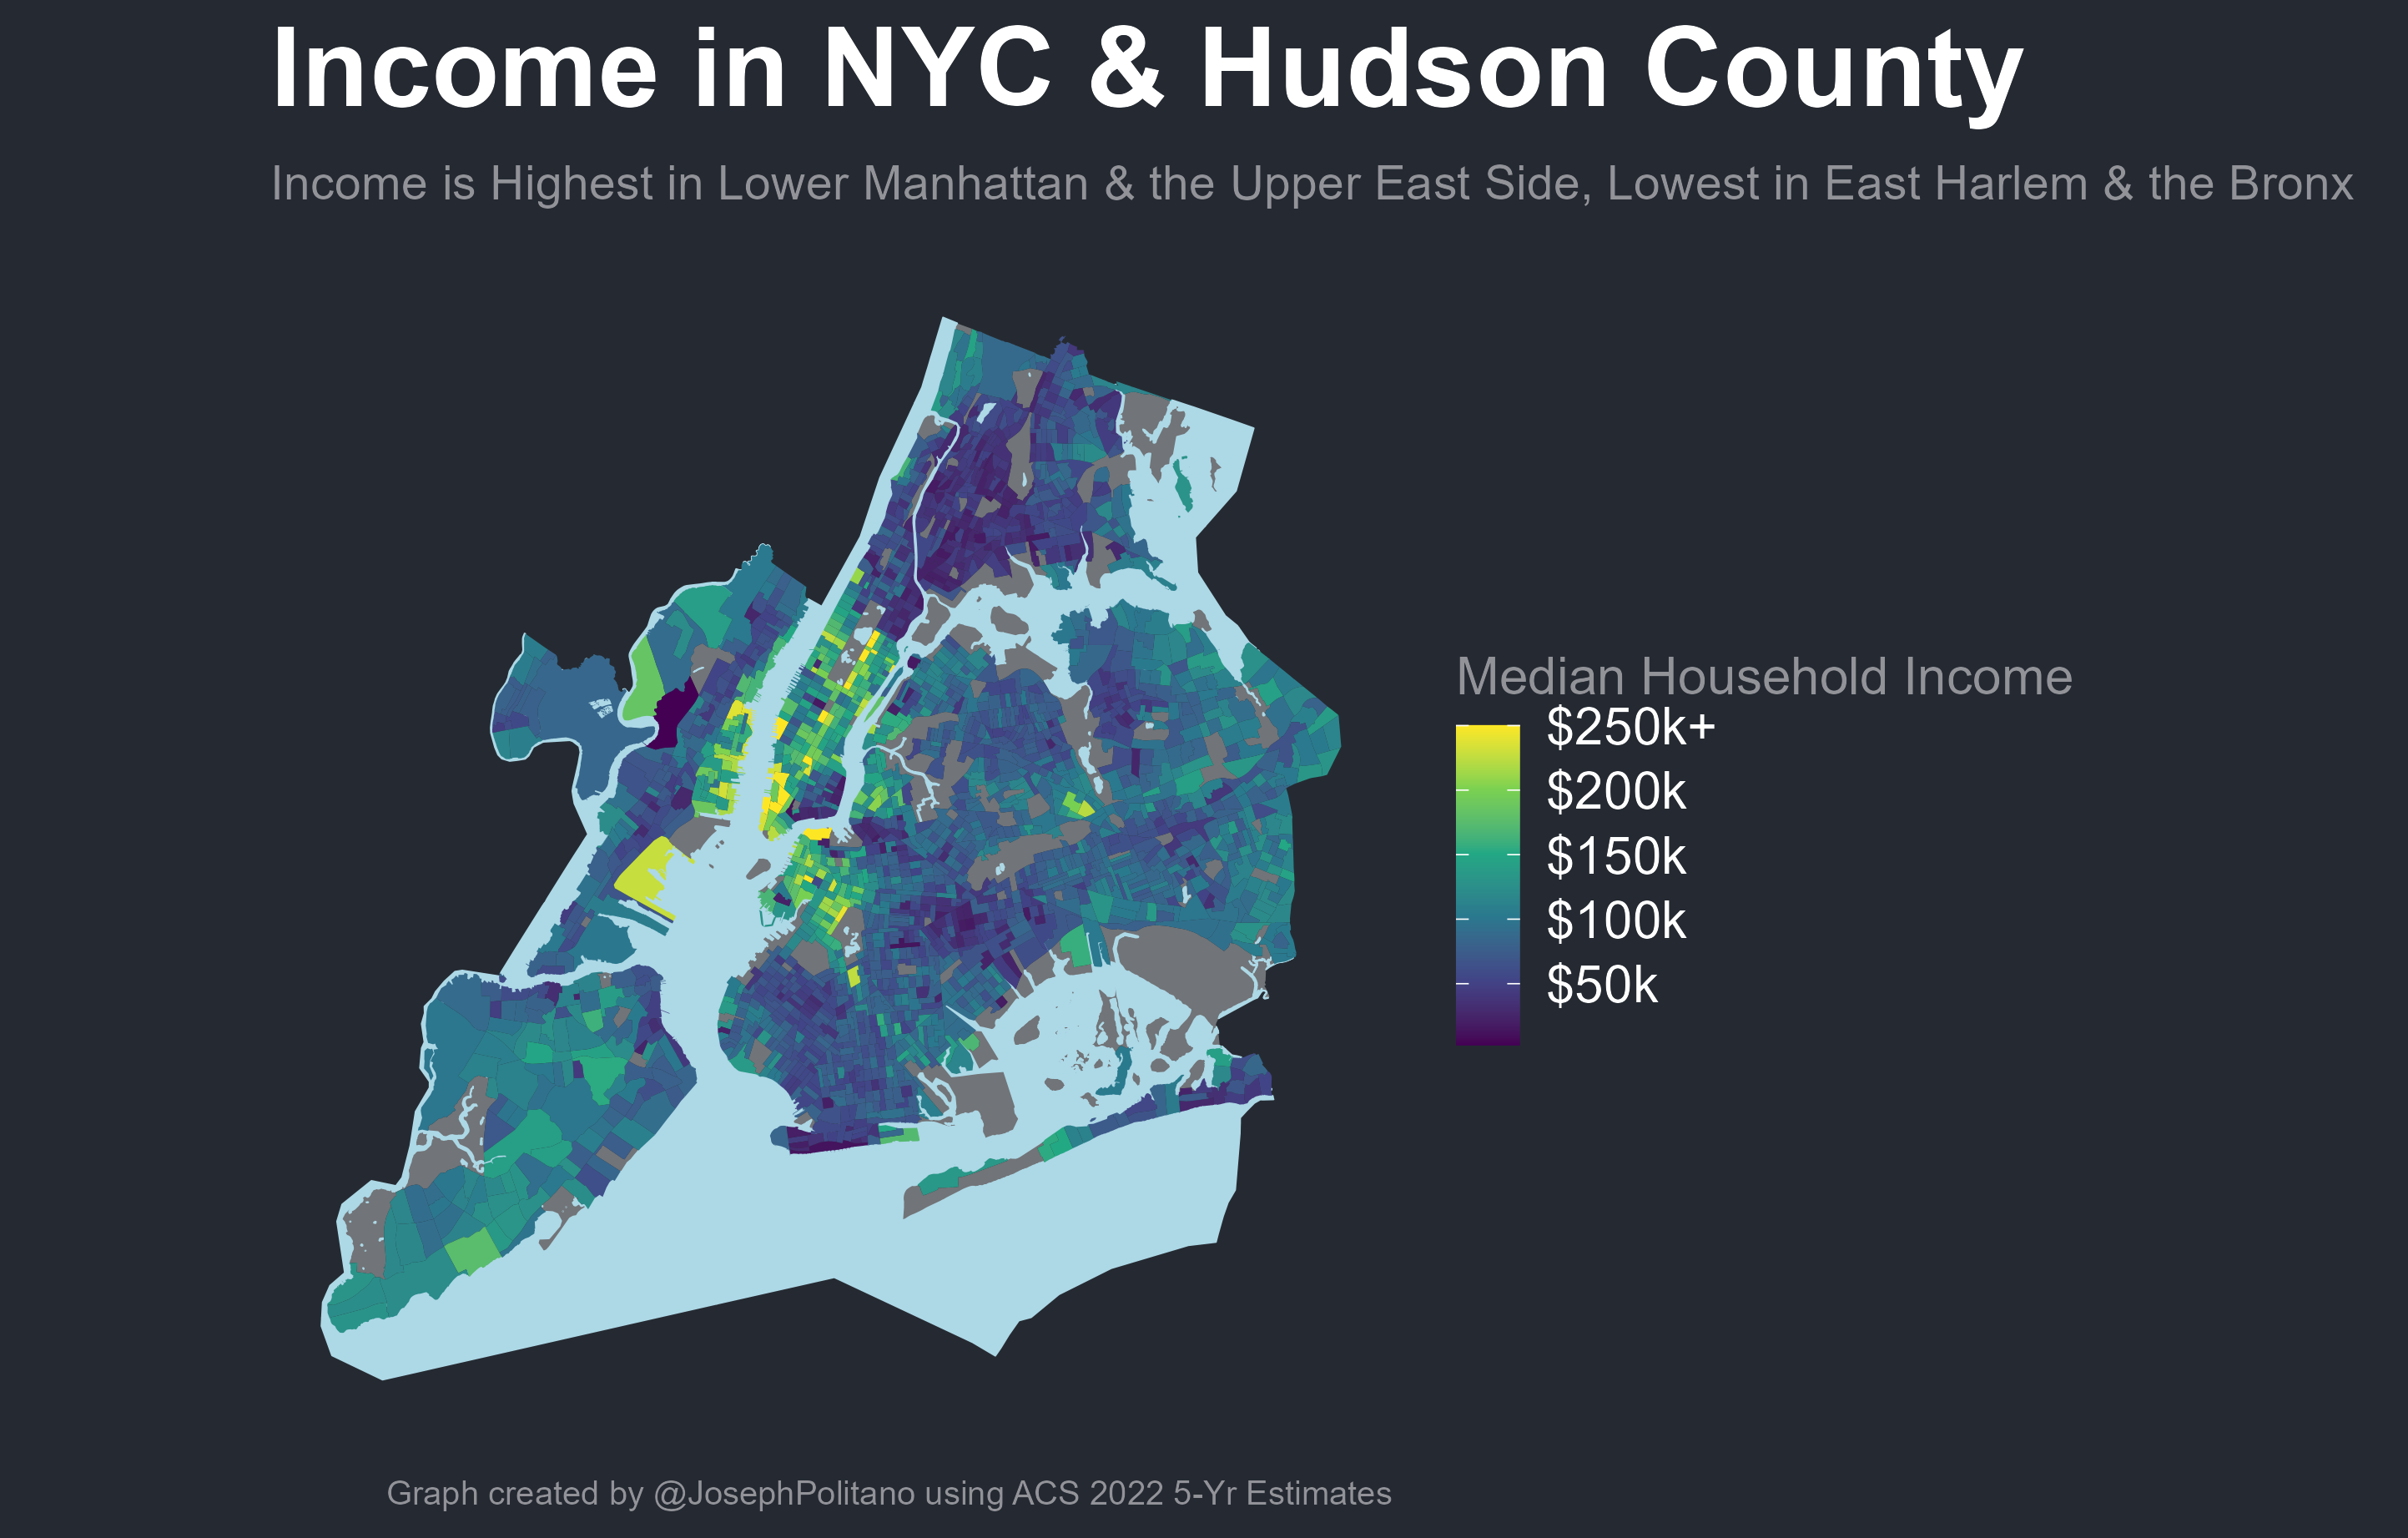 Income in NYC & Hudson County
Income is Highest in Lower Manhattan & the Upper East Side, Lowest in East Harlem & the Bronx
Median Household Income
$250k+
$200k
$150k
$100k
$50k
Graph created by @JosephPolitano using ACS 2022 5-Yr Estimates